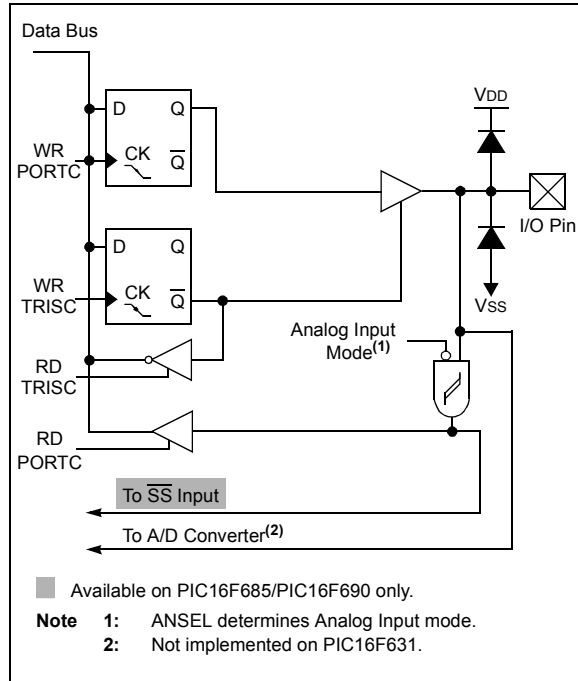 Data Bus
D Q
VDD
WR
PORTC
CK Q
I/O Pin
D Q
WR
TRISC
CK Q
VSS
Analog Input
Mode(1)
RD
TRISC
RD
PORTC
To SS Input
To A/D Converter(2)
Available on PIC16F685/PIC16F690 only.
Note 1: ANSEL determines Analog Input mode.
2: Not implemented on PIC16F631.